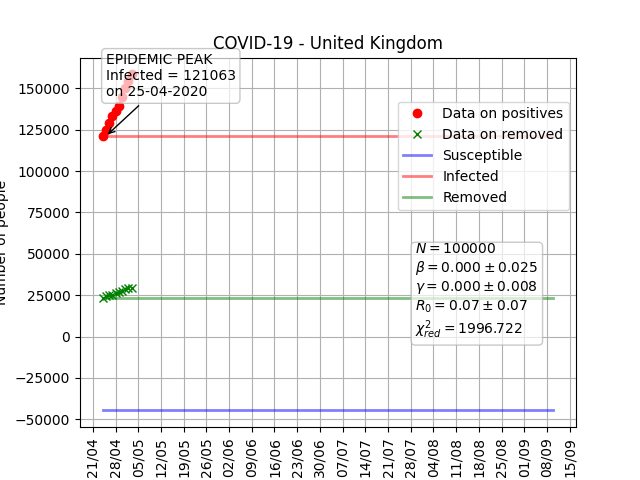 COVID-19 - United Kingdom
EPIDEMIC PEAK
Infected = 121063
on 25-04-2020
Number of people
150000
125000
100000
75000
50000
25000
0
−25000
−50000
Data on positives
Data on removed
Susceptible
Infected
Removed
N = 100000
β = 0.000 ± 0.025
γ = 0.000 ± 0.008
R₀ = 0.07 ± 0.07
χ²_red = 1996.722
21/04
28/04
05/05
12/05
19/05
26/05
02/06
09/06
16/06
23/06
30/06
07/07
14/07
21/07
28/07
04/08
11/08
18/08
25/08
01/09
08/09
15/09